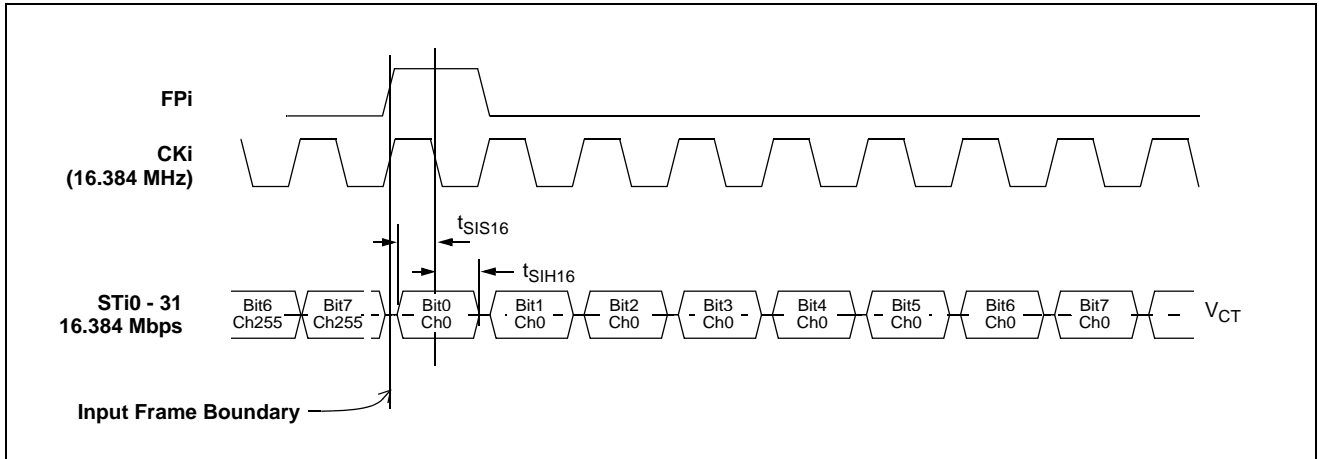 FPi
CKi
(16.384 MHz)
tSIS16
tSIH16
STi0 - 31
16.384 Mbps
Bit6
Ch255
Bit7
Ch255
Bit0
Ch0
Bit1
Ch0
Bit2
Ch0
Bit3
Ch0
Bit4
Ch0
Bit5
Ch0
Bit6
Ch0
Bit7
Ch0
VCT
Input Frame Boundary